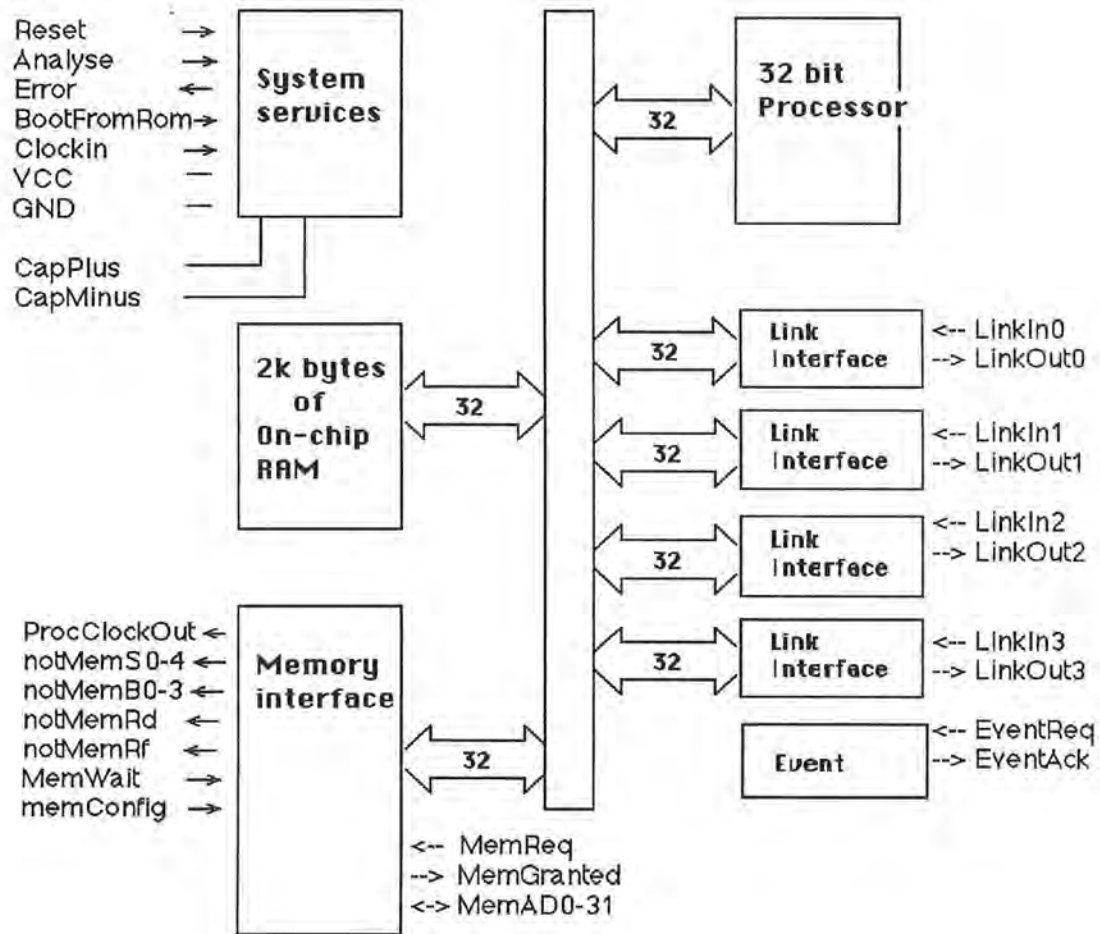 Reset →
Analyse →
Error ←
BootFromRom→
Clockin →
VCC —
GND —
CapPlus
CapMinus
System
services
32
32 bit
Processor
2k bytes
of
On-chip
RAM
32
32
Link
Interface
<-- LinkIn0
--> LinkOut0
32
Link
Interface
<-- LinkIn1
--> LinkOut1
32
Link
Interface
<-- LinkIn2
--> LinkOut2
32
Link
Interface
<-- LinkIn3
--> LinkOut3
Event
<-- EventReq
--> EventAck
ProcClockOut ←
notMemS0-4 ←
notMemB0-3 ←
notMemRd ←
notMemRf ←
MemWait →
memConfig →
Memory
interface
32
<-- MemReq
--> MemGranted
<-> MemAD0-31